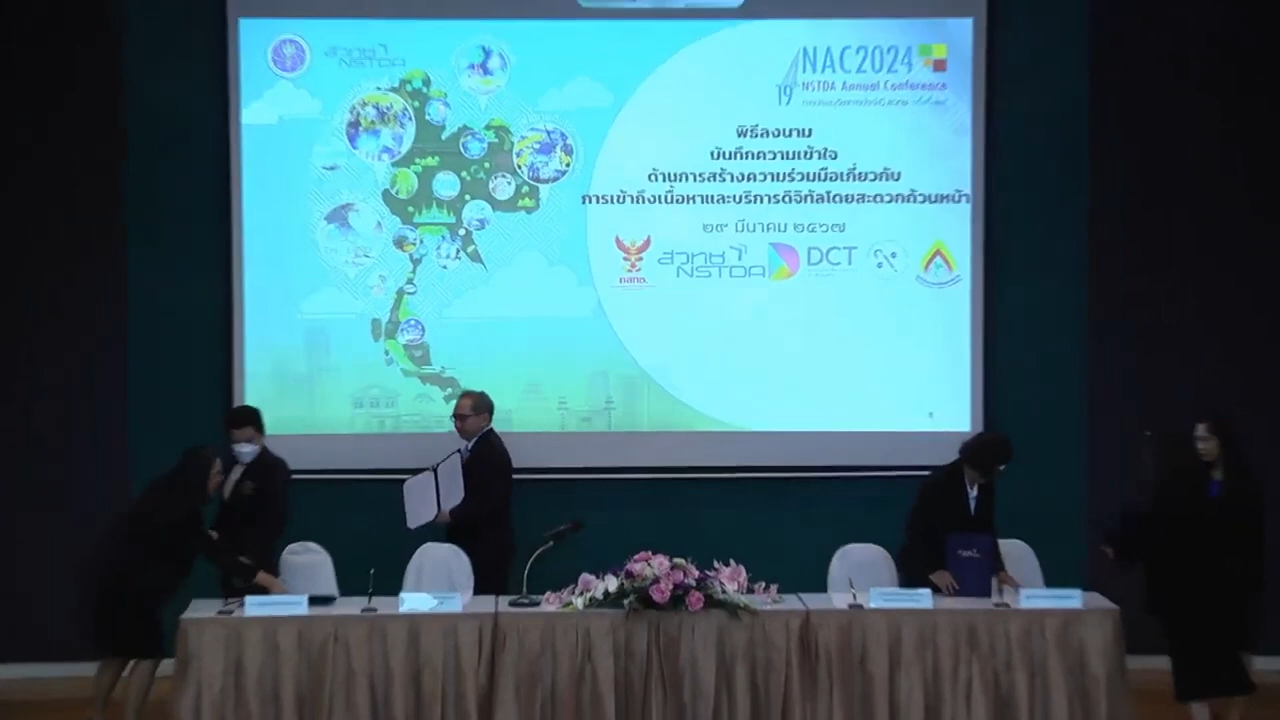 สวทช
NSTDA
NAC2024
19
NSTDA Annual Conference
พิธีลงนาม
บันทึกความเข้าใจ
ด้านการสร้างความร่วมมือเกี่ยวกับ
การเข้าถึงเนื้อหาและบริการดิจิทัลโดยสะดวกถ้วนหน้า
๒๙ มีนาคม ๒๕๖๗
กสทช.
สวทช
NSTDA
DCT